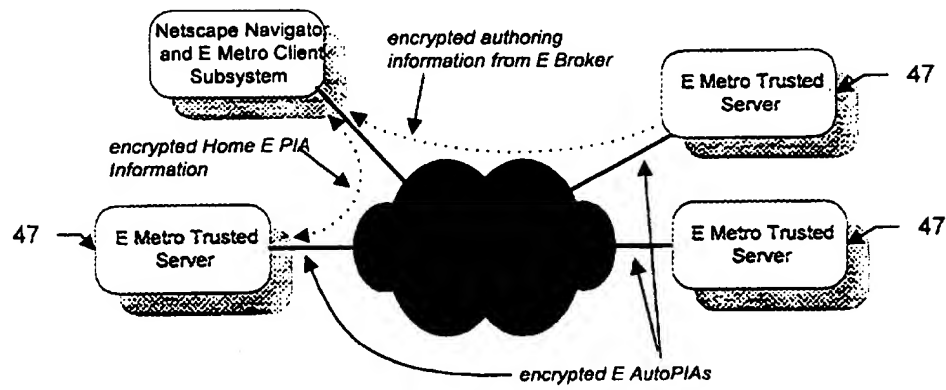 Netscape Navigator
and E Metro Client
Subsystem
encrypted authoring
information from E Broker
E Metro Trusted
Server
47
encrypted Home E PIA
Information
47
E Metro Trusted
Server
E Metro Trusted
Server
47
encrypted E AutoPIAs